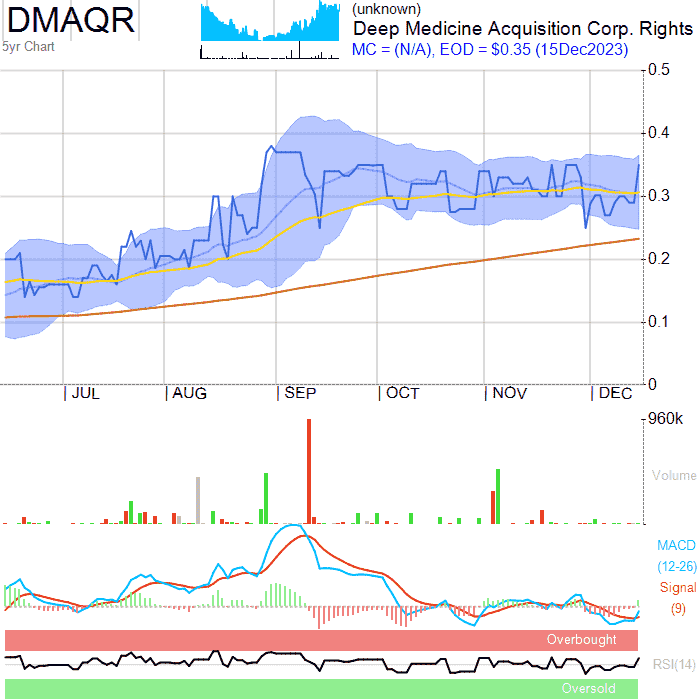 DMAQR
5yr Chart
(unknown)
Deep Medicine Acquisition Corp. Rights
MC = (N/A), EOD = $0.35 (15Dec2023)
0.5
0.4
0.3
0.2
0.1
0
JUL AUG SEP OCT NOV DEC
960k
Volume
MACD
(12-26)
Signal
(9)
Overbought
RSI(14)
Oversold